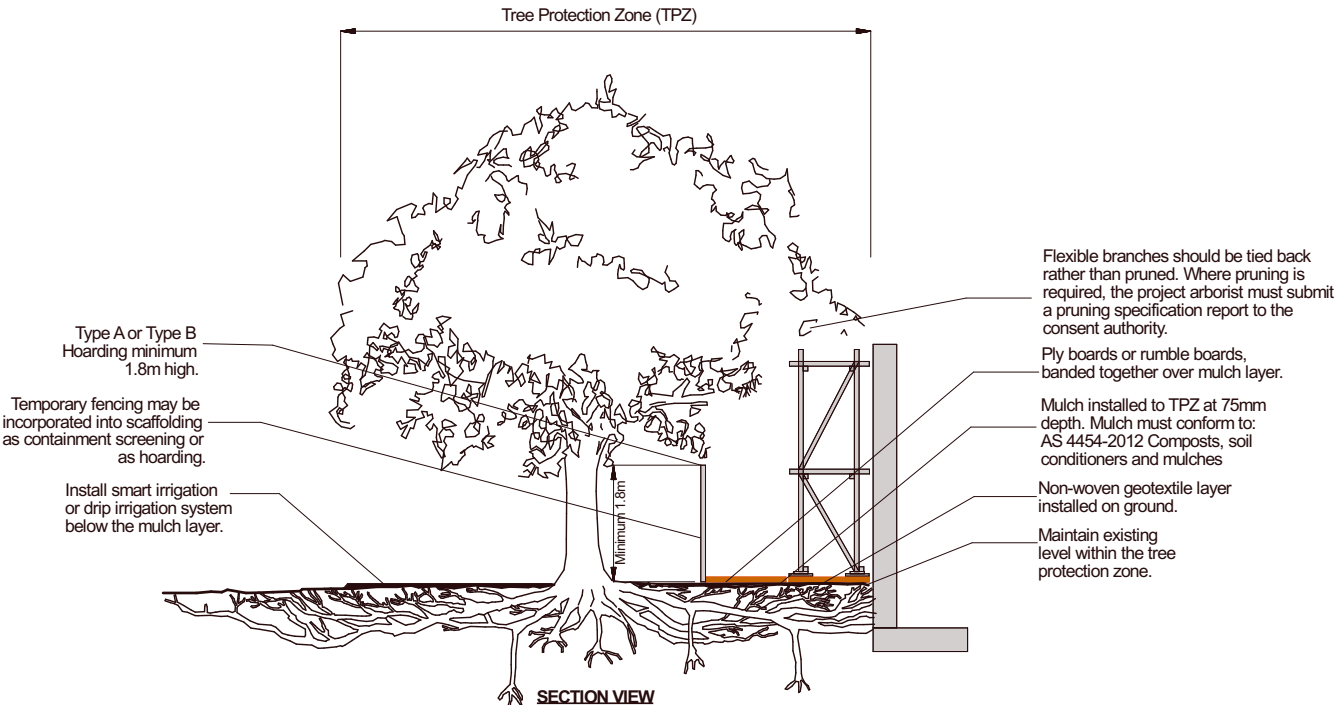 Tree Protection Zone (TPZ)
Type A or Type B
Hoarding minimum
1.8m high.
Temporary fencing may be
incorporated into scaffolding
as containment screening or
as hoarding.
Install smart irrigation
or drip irrigation system
below the mulch layer.
Minimum 1.8m
Flexible branches should be tied back
rather than pruned. Where pruning is
required, the project arborist must submit
a pruning specification report to the
consent authority.
Ply boards or rumble boards,
banded together over mulch layer.
Mulch installed to TPZ at 75mm
depth. Mulch must conform to:
AS 4454-2012 Composts, soil
conditioners and mulches
Non-woven geotextile layer
installed on ground.
Maintain existing
level within the tree
protection zone.
SECTION VIEW